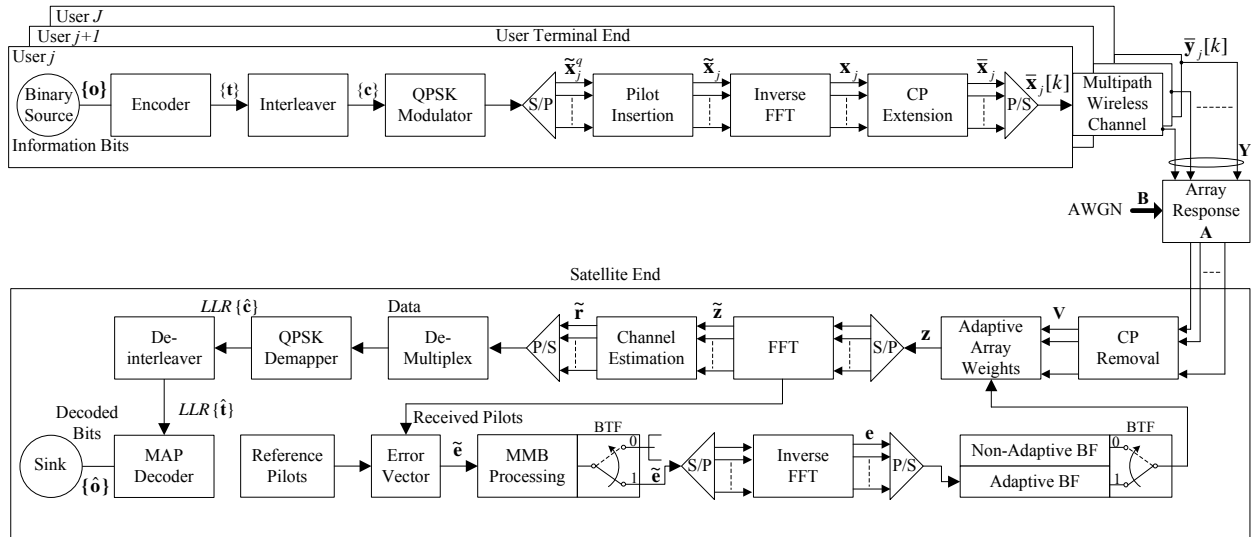 User J
User j+1
User Terminal End
User j
Binary
Source
{o}
Encoder
{t}
Interleaver
{c}
QPSK
Modulator
S/P
x̃_j^q
Pilot
Insertion
x̃_j
Inverse
FFT
x_j
CP
Extension
x̄_j
P/S
x̄_j[k]
Multipath
Wireless
Channel
ȳ_j[k]
Information Bits
Y
AWGN
B
Array
Response
A
Satellite End
LLR{ĉ}
Data
r̃
z̃
De-
interleaver
QPSK
Demapper
De-
Multiplex
P/S
Channel
Estimation
FFT
S/P
z
Adaptive
Array
Weights
V
CP
Removal
LLR{t̂}
Received Pilots
Decoded
Bits
Sink
{ô}
MAP
Decoder
Reference
Pilots
Error
Vector
ẽ
MMB
Processing
BTF
0
1
ẽ
S/P
Inverse
FFT
e
P/S
Non-Adaptive BF
Adaptive BF
BTF
0
1